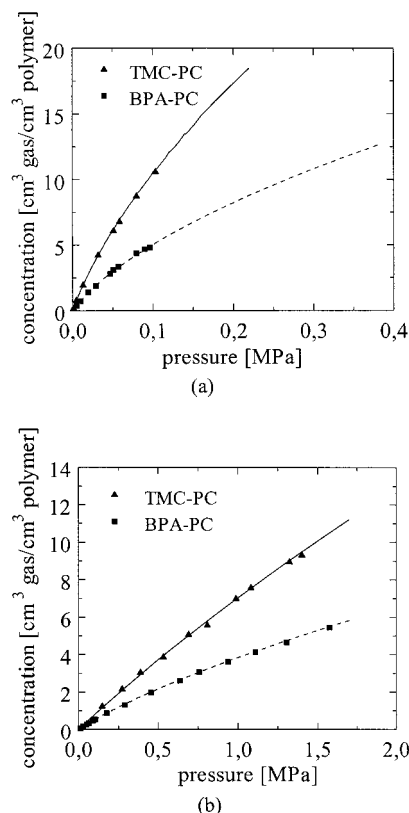 20
15
10
5
0
TMC-PC
BPA-PC
concentration [cm³ gas/cm³ polymer]
0,0 0,1 0,2 0,3 0,4
pressure [MPa]
(a)
14
12
10
8
6
4
2
0
TMC-PC
BPA-PC
concentration [cm³ gas/cm³ polymer]
0,0 0,5 1,0 1,5 2,0
pressure [MPa]
(b)